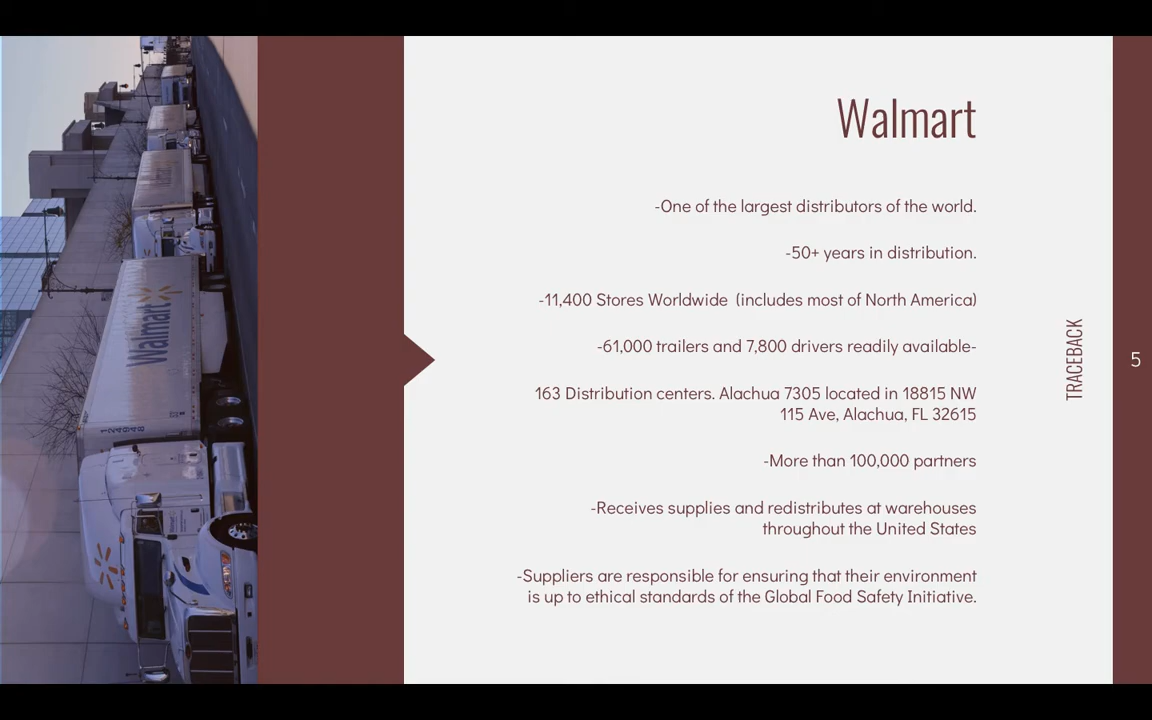 Walmart
-One of the largest distributors of the world.
-50+ years in distribution.
-11,400 Stores Worldwide (includes most of North America)
-61,000 trailers and 7,800 drivers readily available-
163 Distribution centers. Alachua 7305 located in 18815 NW
115 Ave, Alachua, FL 32615
-More than 100,000 partners
-Receives supplies and redistributes at warehouses
throughout the United States
-Suppliers are responsible for ensuring that their environment
is up to ethical standards of the Global Food Safety Initiative.
TRACEBACK
5
Walmart